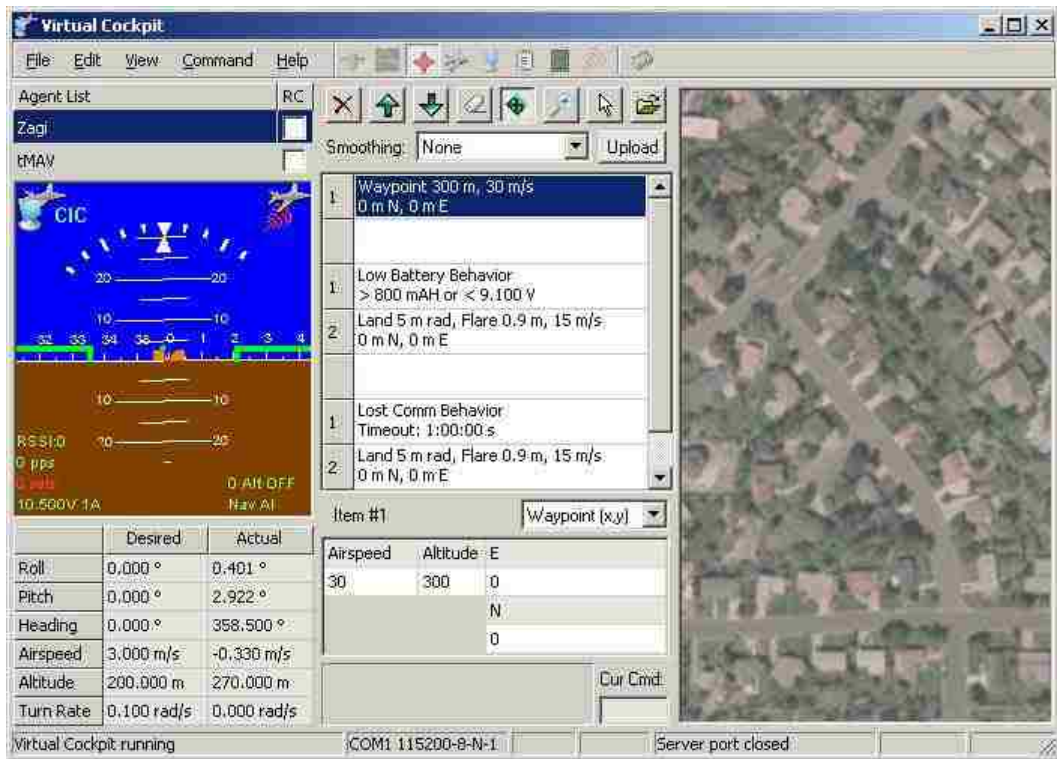 Virtual Cockpit
File Edit View Command Help
Agent List RC
Zagi
tMAV
Smoothing: None Upload
1 Waypoint 300 m, 30 m/s
0 m N, 0 m E
1 Low Battery Behavior
> 800 mAH or < 9.100 V
2 Land 5 m rad, Flare 0.9 m, 15 m/s
0 m N, 0 m E
1 Lost Comm Behavior
Timeout: 1:00:00 s
2 Land 5 m rad, Flare 0.9 m, 15 m/s
0 m N, 0 m E
CIC
20 20
10 10
32 33 34 0 1 2 3 4
10 10
RSSI:0 20 20
0 pps
0 Alt OFF
10.500V 1A Nav
Item #1 Waypoint (x,y)
Airspeed Altitude E
30 300 0
N
0
Cur Cmd:
Desired Actual
Roll 0.000 ° 0.401 °
Pitch 0.000 ° 2.922 °
Heading 0.000 ° 358.500 °
Airspeed 3.000 m/s -0.330 m/s
Altitude 200.000 m 270.000 m
Turn Rate 0.100 rad/s 0.000 rad/s
Virtual Cockpit running COM1 115200-8-N-1 Server port closed